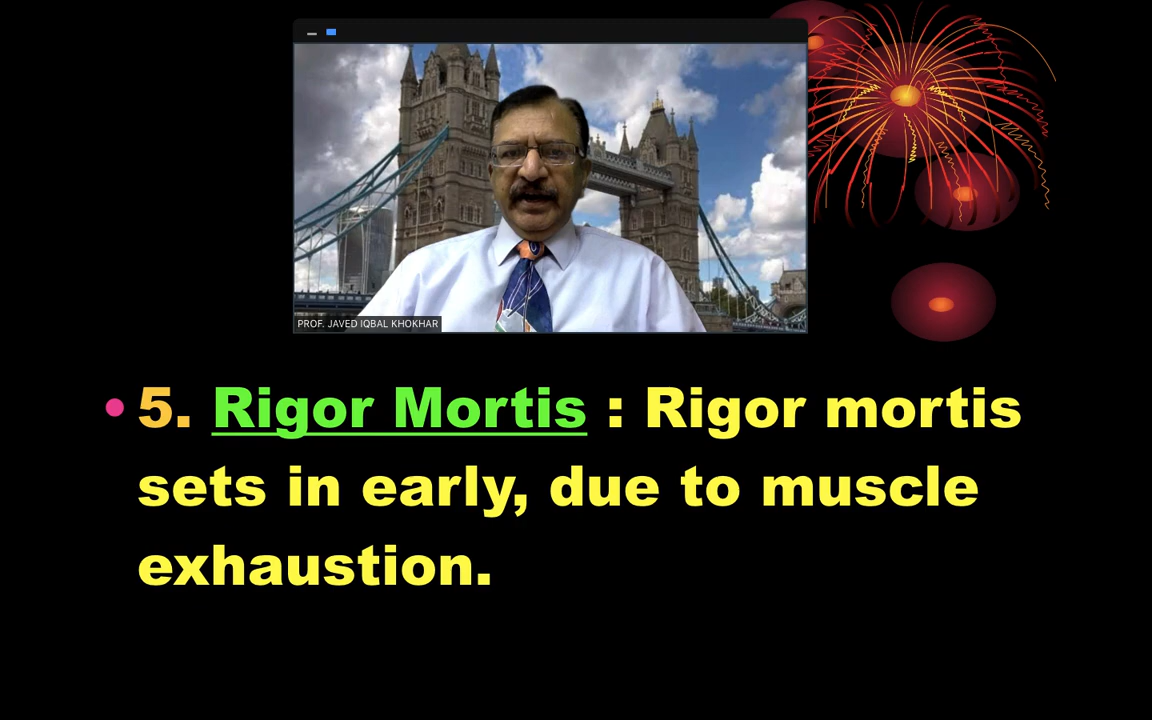 PROF. JAVED IQBAL KHOKHAR
• 5. Rigor Mortis : Rigor mortis
sets in early, due to muscle
exhaustion.